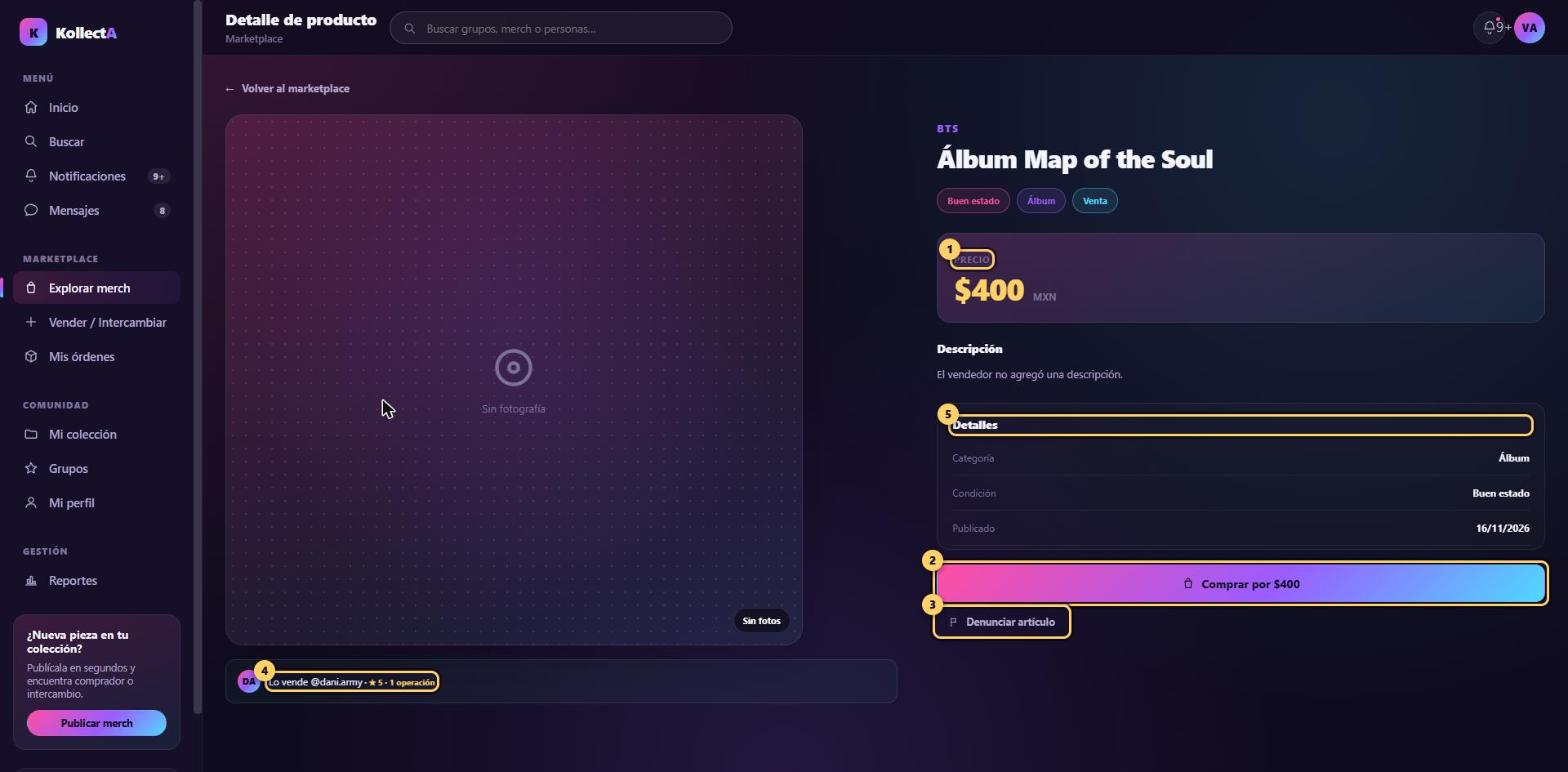 K KollectA
MENÚ
Inicio
Buscar
Notificaciones 9+
Mensajes 8
MARKETPLACE
Explorar merch
Vender / Intercambiar
Mis órdenes
COMUNIDAD
Mi colección
Grupos
Mi perfil
GESTIÓN
Reportes
¿Nueva pieza en tu
colección?
Publícala en segundos y
encuentra comprador o
intercambio.
Publicar merch
Detalle de producto
Marketplace
Buscar grupos, merch o personas...
9+
VA
← Volver al marketplace
Sin fotografía
Sin fotos
4
DA Lo vende @dani.army · ★ 5 · 1 operación
BTS
Álbum Map of the Soul
Buen estado Álbum Venta
1
PRECIO
$400 MXN
Descripción
El vendedor no agregó una descripción.
5
Detalles
Categoría Álbum
Condición Buen estado
Publicado 16/11/2026
2
Comprar por $400
3
Denunciar artículo